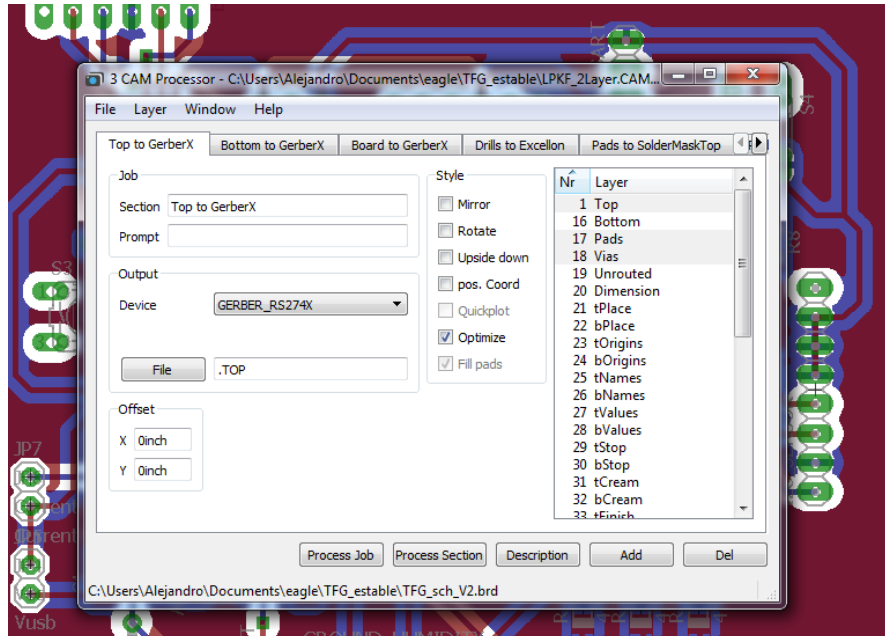 3 CAM Processor - C:\Users\Alejandro\Documents\eagle\TFG_estable\LPKF_2Layer.CAM...
File Layer Window Help
Top to GerberX Bottom to GerberX Board to GerberX Drills to Excellon Pads to SolderMaskTop
Job
Section Top to GerberX
Prompt
Output
Device GERBER_RS274X
File .TOP
Offset
X 0inch
Y 0inch
Style
Mirror
Rotate
Upside down
pos. Coord
Quickplot
Optimize
Fill pads
Nr Layer
1 Top
16 Bottom
17 Pads
18 Vias
19 Unrouted
20 Dimension
21 tPlace
22 bPlace
23 tOrigins
24 bOrigins
25 tNames
26 bNames
27 tValues
28 bValues
29 tStop
30 bStop
31 tCream
32 bCream
33 tFinish
Process Job Process Section Description Add Del
C:\Users\Alejandro\Documents\eagle\TFG_estable\TFG_sch_V2.brd
S3
S4
JP7
Vusb